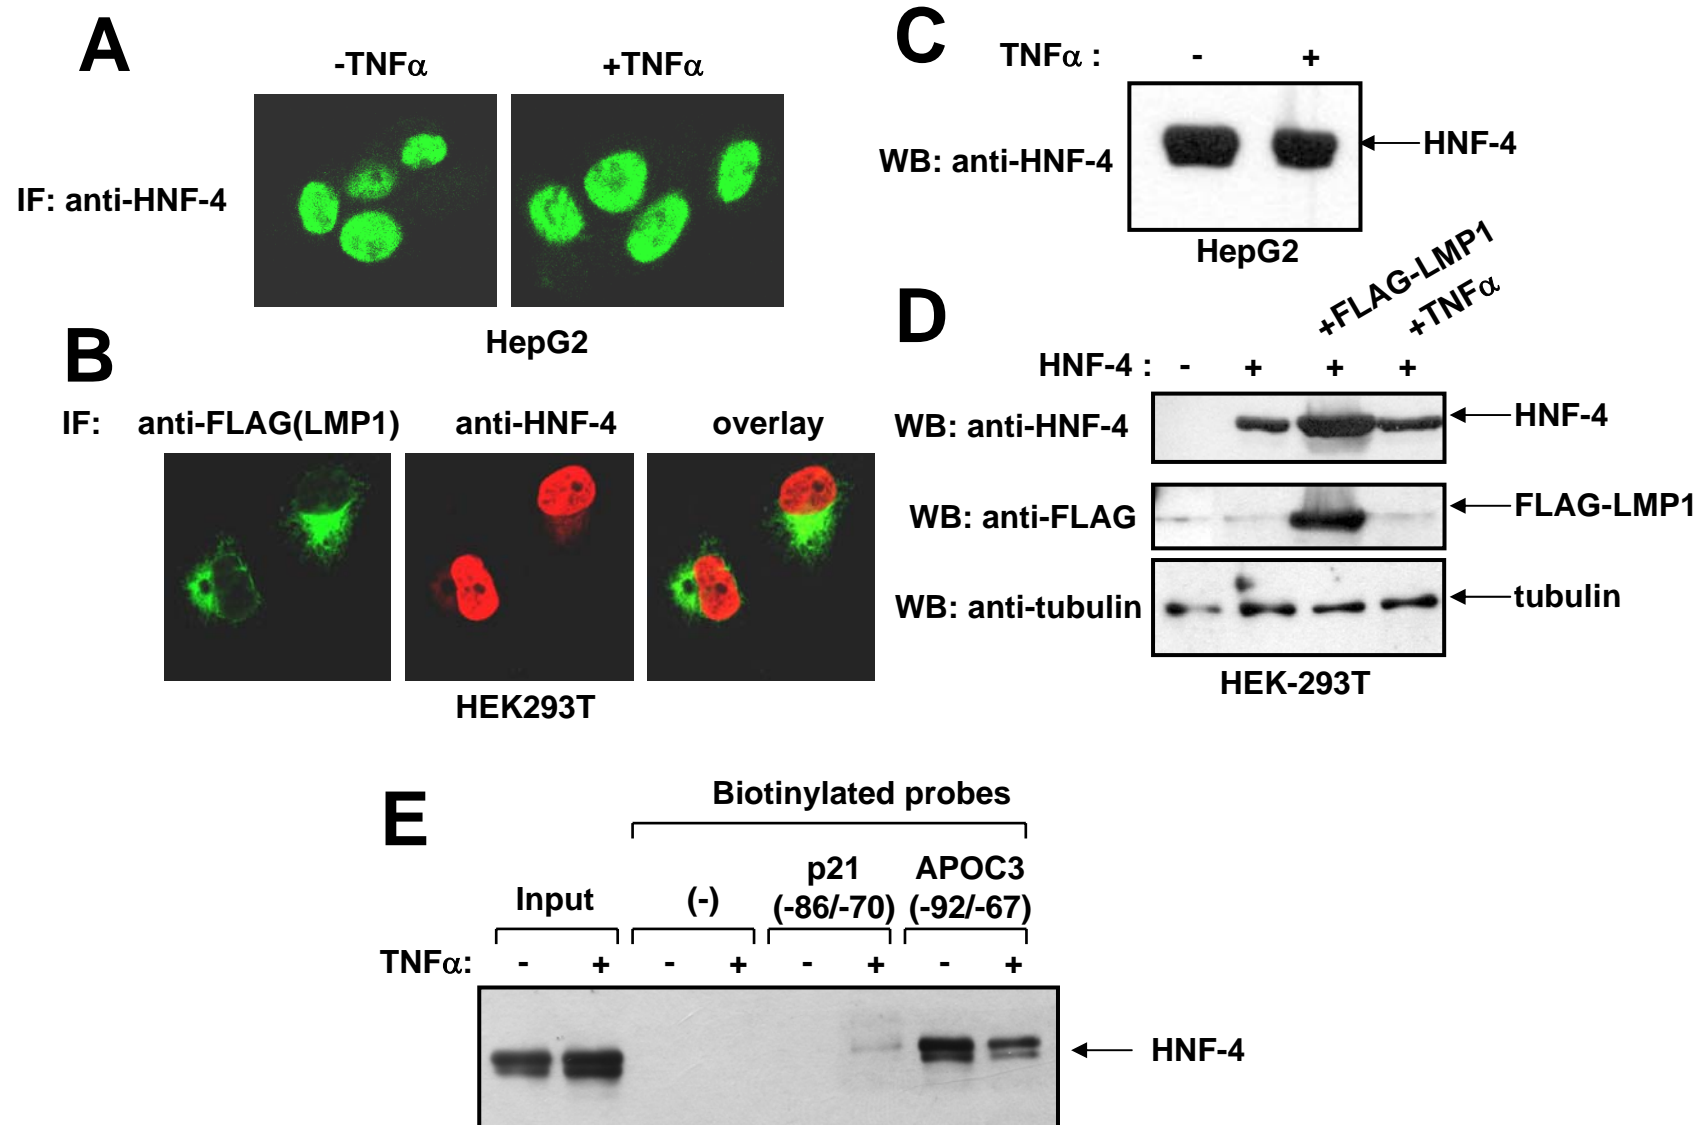 A
-TNFα +TNFα
IF: anti-HNF-4
HepG2
B
IF: anti-FLAG(LMP1) anti-HNF-4 overlay
HEK293T
C
TNFα : - +
WB: anti-HNF-4
HNF-4
HepG2
D
+FLAG-LMP1
+TNFα
HNF-4 : - + + +
WB: anti-HNF-4
HNF-4
WB: anti-FLAG
FLAG-LMP1
WB: anti-tubulin
tubulin
HEK-293T
E
Biotinylated probes
p21 APOC3
Input (-) (-86/-70) (-92/-67)
TNFα: - + - + - + - +
HNF-4